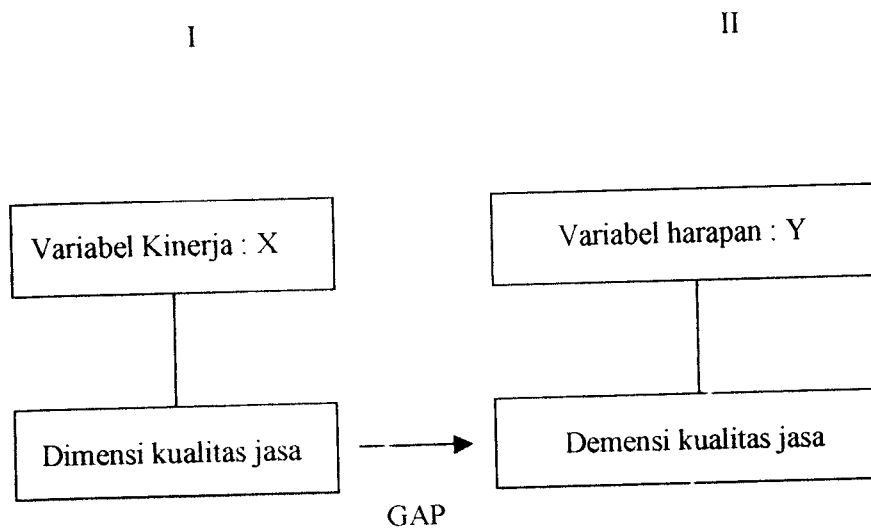 I
II
Variabel Kinerja : X
Variabel harapan : Y
Dimensi kualitas jasa
Demensi kualitas jasa
GAP